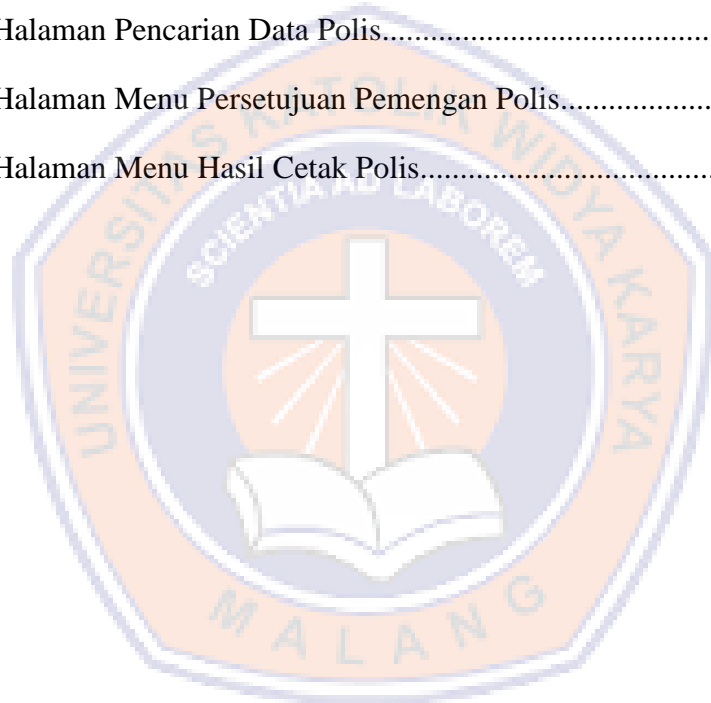 Halaman Pencarian Data Polis.........................................
Halaman Menu Persetujuan Pemengan Polis...................
Halaman Menu Hasil Cetak Polis.....................................
UNIVERSITAS KATOLIK WIDYA KARYA
SCIENTIA AD LABOREM
MALANG